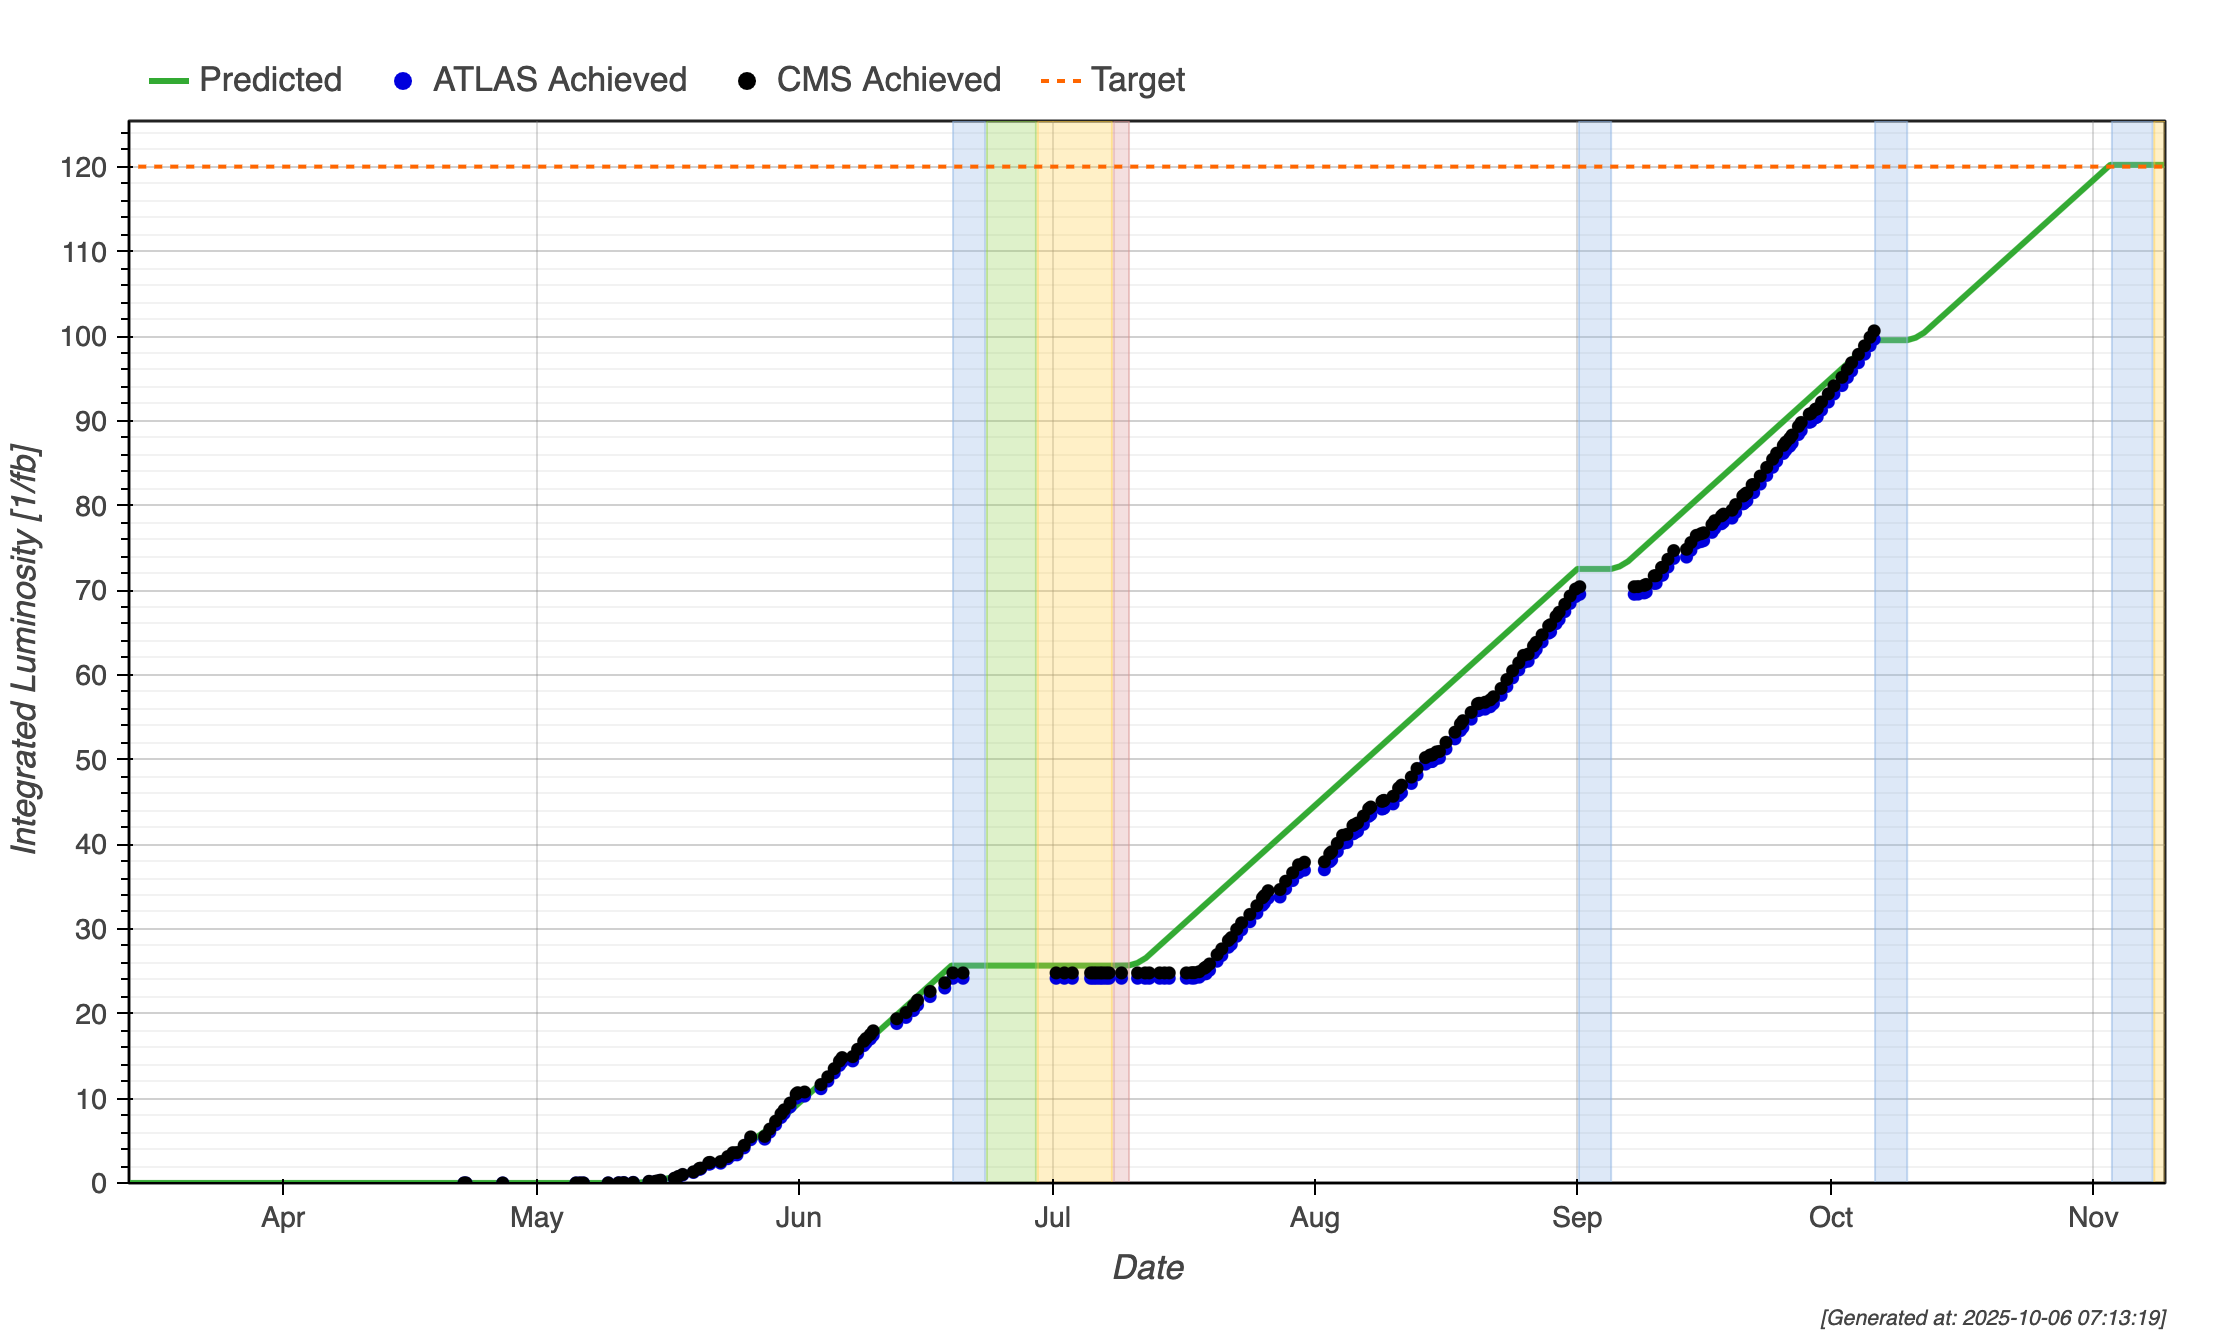 Predicted ATLAS Achieved CMS Achieved Target
120
110
100
90
80
70
60
50
40
30
20
10
0
Integrated Luminosity [1/fb]
Apr May Jun Jul Aug Sep Oct Nov
Date
[Generated at: 2025-10-06 07:13:19]